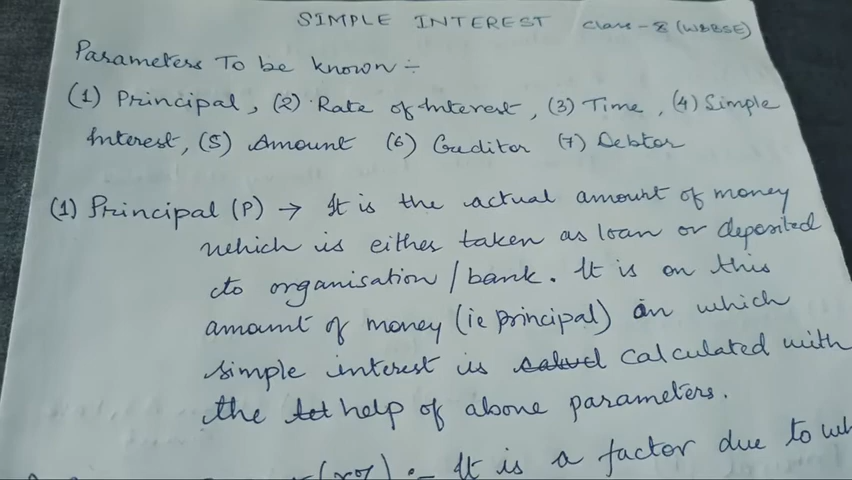 SIMPLE INTEREST Class-8 (WBBSE)
Parameters To be known :-
(1) Principal, (2) Rate of Interest, (3) Time, (4) Simple
Interest, (5) Amount (6) Creditor (7) Debtor
(1) Principal (P) → It is the actual amount of money
which is either taken as loan or deposited
to organisation/bank. It is on this
amount of money (ie principal) on which
simple interest is calculated with
the help of above parameters.
:- It is a factor due to